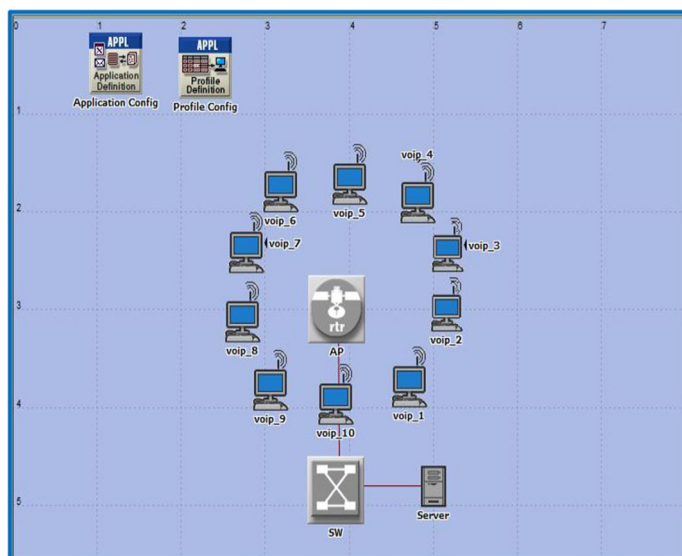 0 1 2 3 4 5 6 7
APPL
Application
Definition
Application Config
APPL
Profile
Definition
Profile Config
1
voip_4
voip_6
voip_5
2
voip_7
voip_3
3
rtr
voip_2
voip_8
AP
voip_9
voip_10
voip_1
4
5
SW
Server